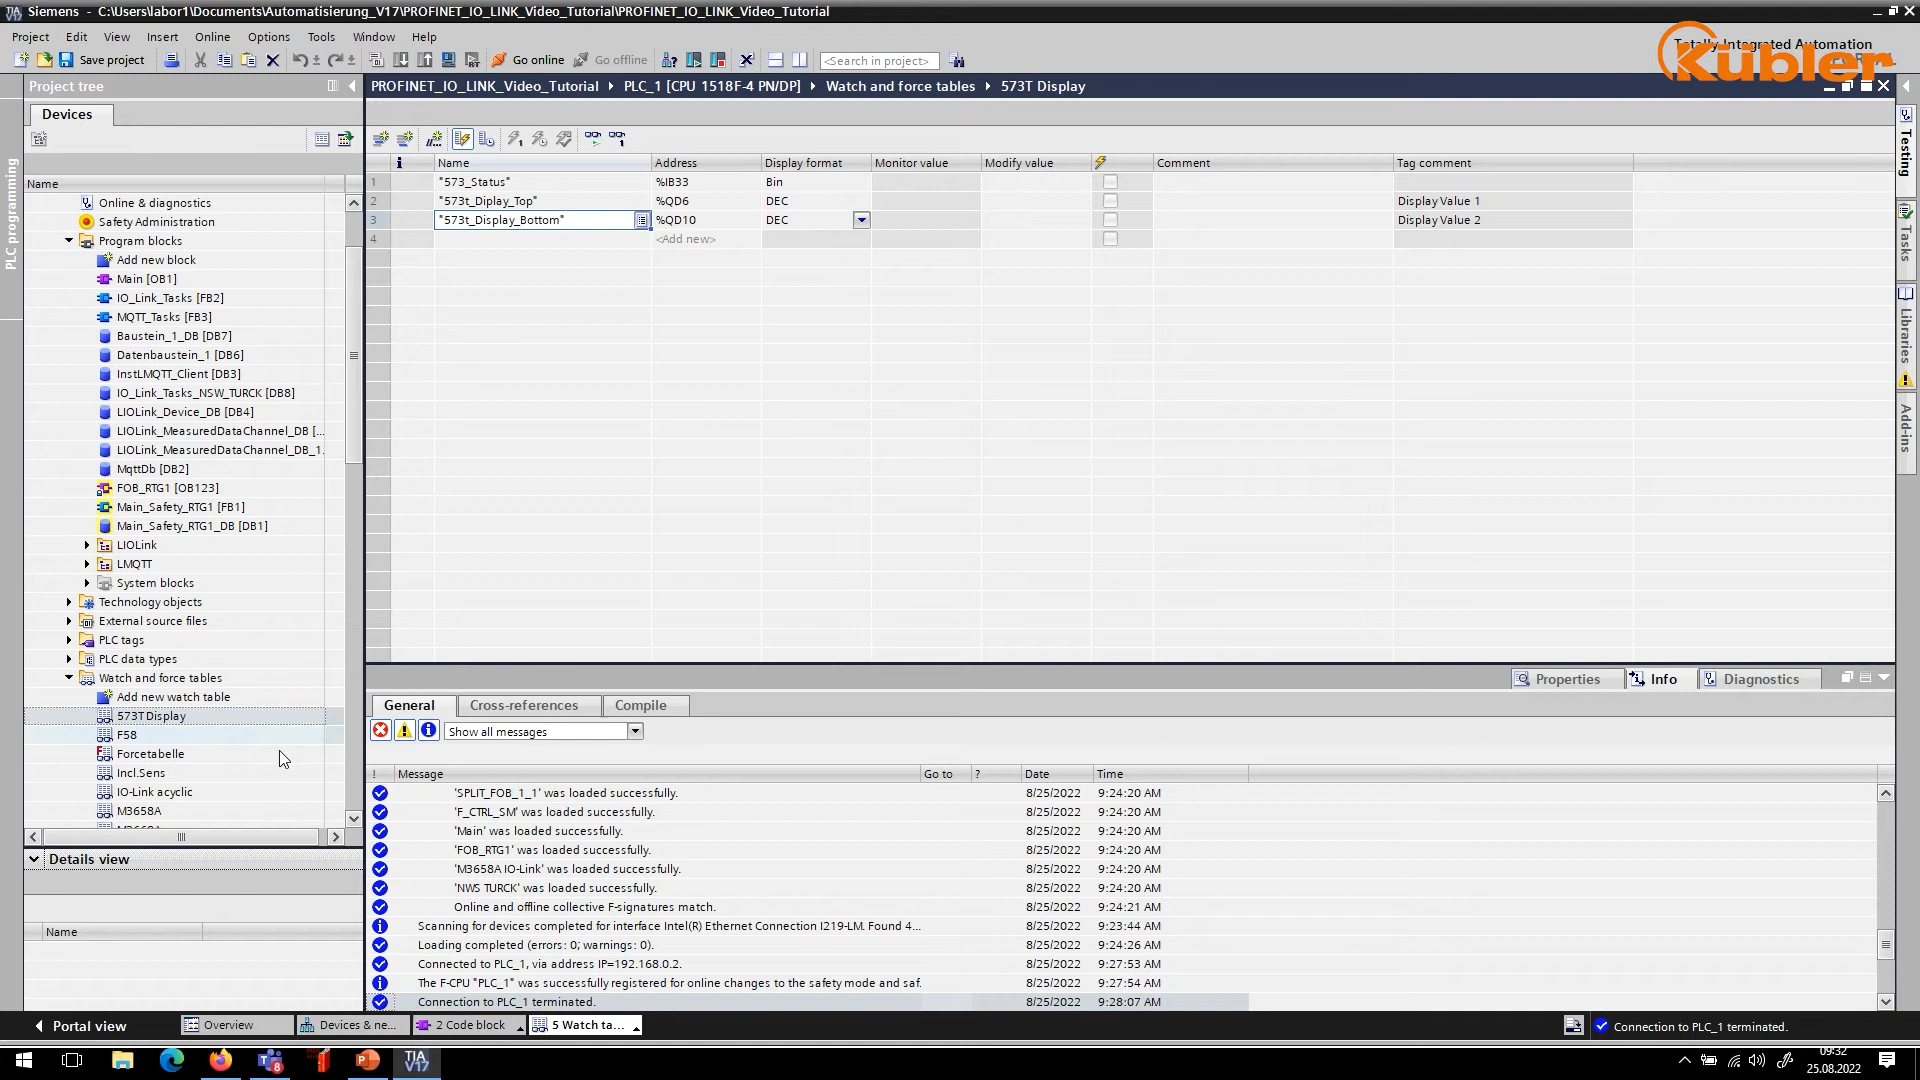 Siemens - C:\Users\labor1\Documents\Automatisierung_V17\PROFINET_IO_LINK_Video_Tutorial\PROFINET_IO_LINK_Video_Tutorial
Project Edit View Insert Online Options Tools Window Help
Totally Integrated Automation
Kübler
Save project Go online Go offline <Search in project>
Project tree
PROFINET_IO_LINK_Video_Tutorial PLC_1 [CPU 1518F-4 PN/DP] Watch and force tables 573T Display
Devices
PLC programming
Testing
Tasks
Libraries
Add-ins
Name
Online & diagnostics
Safety Administration
Program blocks
Add new block
Main [OB1]
IO_Link_Tasks [FB2]
MQTT_Tasks [FB3]
Baustein_1_DB [DB7]
Datenbaustein_1 [DB6]
InstLMQTT_Client [DB3]
IO_Link_Tasks_NSW_TURCK [DB8]
LIOLink_Device_DB [DB4]
LIOLink_MeasuredDataChannel_DB [...
LIOLink_MeasuredDataChannel_DB_1
MqttDb [DB2]
FOB_RTG1 [OB123]
Main_Safety_RTG1 [FB1]
Main_Safety_RTG1_DB [DB1]
LIOLink
LMQTT
System blocks
Technology objects
External source files
PLC tags
PLC data types
Watch and force tables
Add new watch table
573T Display
F58
Forcetabelle
Incl.Sens
IO-Link acyclic
M3658A
Details view
Name
i Name Address Display format Monitor value Modify value Comment Tag comment
1 "573_Status" %IB33 Bin
2 "573t_Diplay_Top" %QD6 DEC Display Value 1
3 "573t_Display_Bottom" %QD10 DEC Display Value 2
4 <Add new>
Properties Info Diagnostics
General Cross-references Compile
Show all messages
! Message Go to ? Date Time
'SPLIT_FOB_1_1' was loaded successfully. 8/25/2022 9:24:20 AM
'F_CTRL_SM' was loaded successfully. 8/25/2022 9:24:20 AM
'Main' was loaded successfully. 8/25/2022 9:24:20 AM
'FOB_RTG1' was loaded successfully. 8/25/2022 9:24:20 AM
'M3658A IO-Link' was loaded successfully. 8/25/2022 9:24:20 AM
'NWS TURCK' was loaded successfully. 8/25/2022 9:24:20 AM
Online and offline collective F-signatures match. 8/25/2022 9:24:21 AM
Scanning for devices completed for interface Intel(R) Ethernet Connection I219-LM. Found 4... 8/25/2022 9:23:44 AM
Loading completed (errors: 0; warnings: 0). 8/25/2022 9:24:26 AM
Connected to PLC_1, via address IP=192.168.0.2. 8/25/2022 9:27:53 AM
The F-CPU "PLC_1" was successfully registered for online changes to the safety mode and saf. 8/25/2022 9:27:54 AM
Connection to PLC_1 terminated. 8/25/2022 9:28:07 AM
Portal view Overview Devices & ne... 2 Code block 5 Watch ta... Connection to PLC_1 terminated.
TIA
V17
09:32
25.08.2022